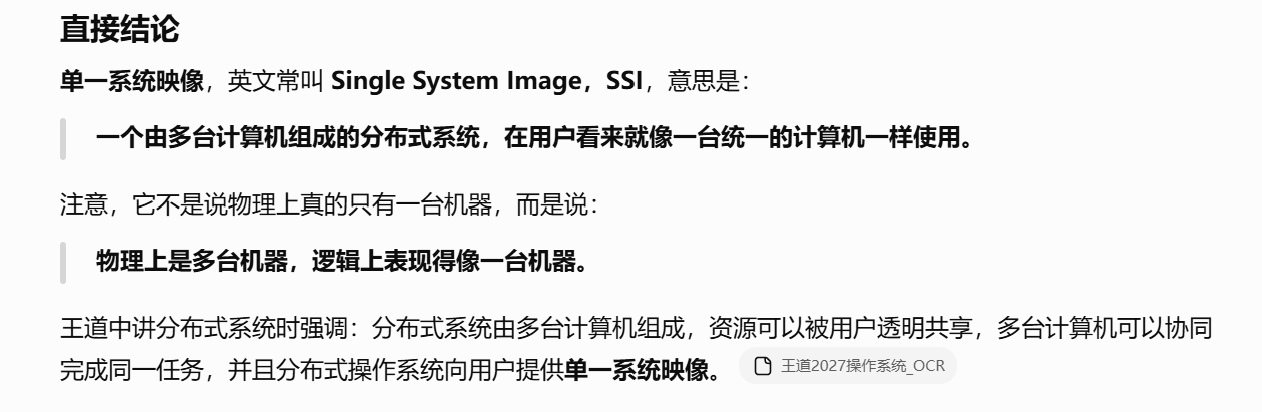 直接结论
单一系统映像，英文常叫 Single System Image，SSI，意思是：
一个由多台计算机组成的分布式系统，在用户看来就像一台统一的计算机一样使用。
注意，它不是说物理上真的只有一台机器，而是说：
物理上是多台机器，逻辑上表现得像一台机器。
王道中讲分布式系统时强调：分布式系统由多台计算机组成，资源可以被用户透明共享，多台计算机可以协同
完成同一任务，并且分布式操作系统向用户提供单一系统映像。 王道2027操作系统_OCR